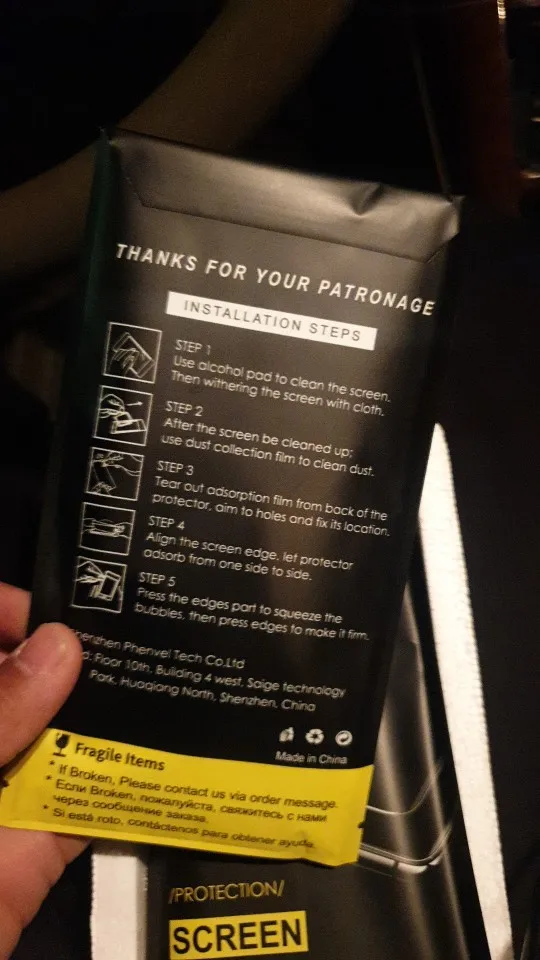 THANKS FOR YOUR PATRONAGE
INSTALLATION STEPS
STEP 1
Use alcohol pad to clean the screen.
Then withering the screen with cloth.
STEP 2
After the screen be cleaned up;
use dust collection film to clean dust.
STEP 3
Tear out adsorption film from back of the
protector, aim to holes and fix its location.
STEP 4
Align the screen edge, let protector
adsorb from one side to side.
STEP 5
Press the edges part to squeeze the
bubbles, then press edges to make it firm.
Phenvel Tech Co.Ltd
Floor 10th, Building 4 west, Saige technology
Park, Huaqiang North, Shenzhen, China
Made in China
Fragile Items
* If Broken, Please contact us via order message.
* Если Broken, пожалуйста, свяжитесь с нами
через сообщение заказа.
* Si está roto, contáctenos para obtener ayuda.
/PROTECTION/
SCREEN